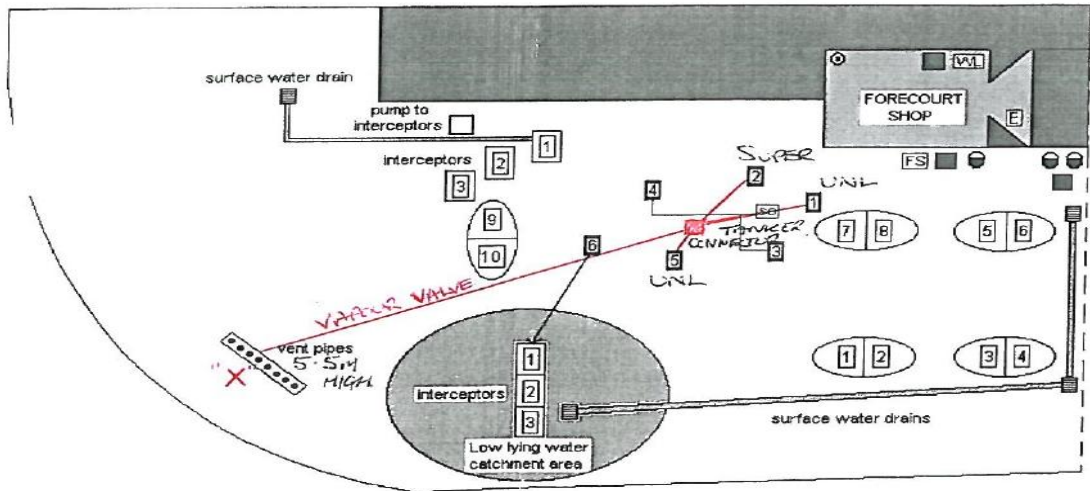 surface water drain
pump to
interceptors
1
interceptors
2
3
9
10
WL
FORECOURT
SHOP
E
FS
SUPER
2
UNL
1
4
TANKER
CONNECTOR
3
5
UNL
6
7 8
5 6
VAPOUR VALVE
vent pipes
5.5M
HIGH
"X"
1
2
3
interceptors
Low lying water
catchment area
1 2
3 4
surface water drains